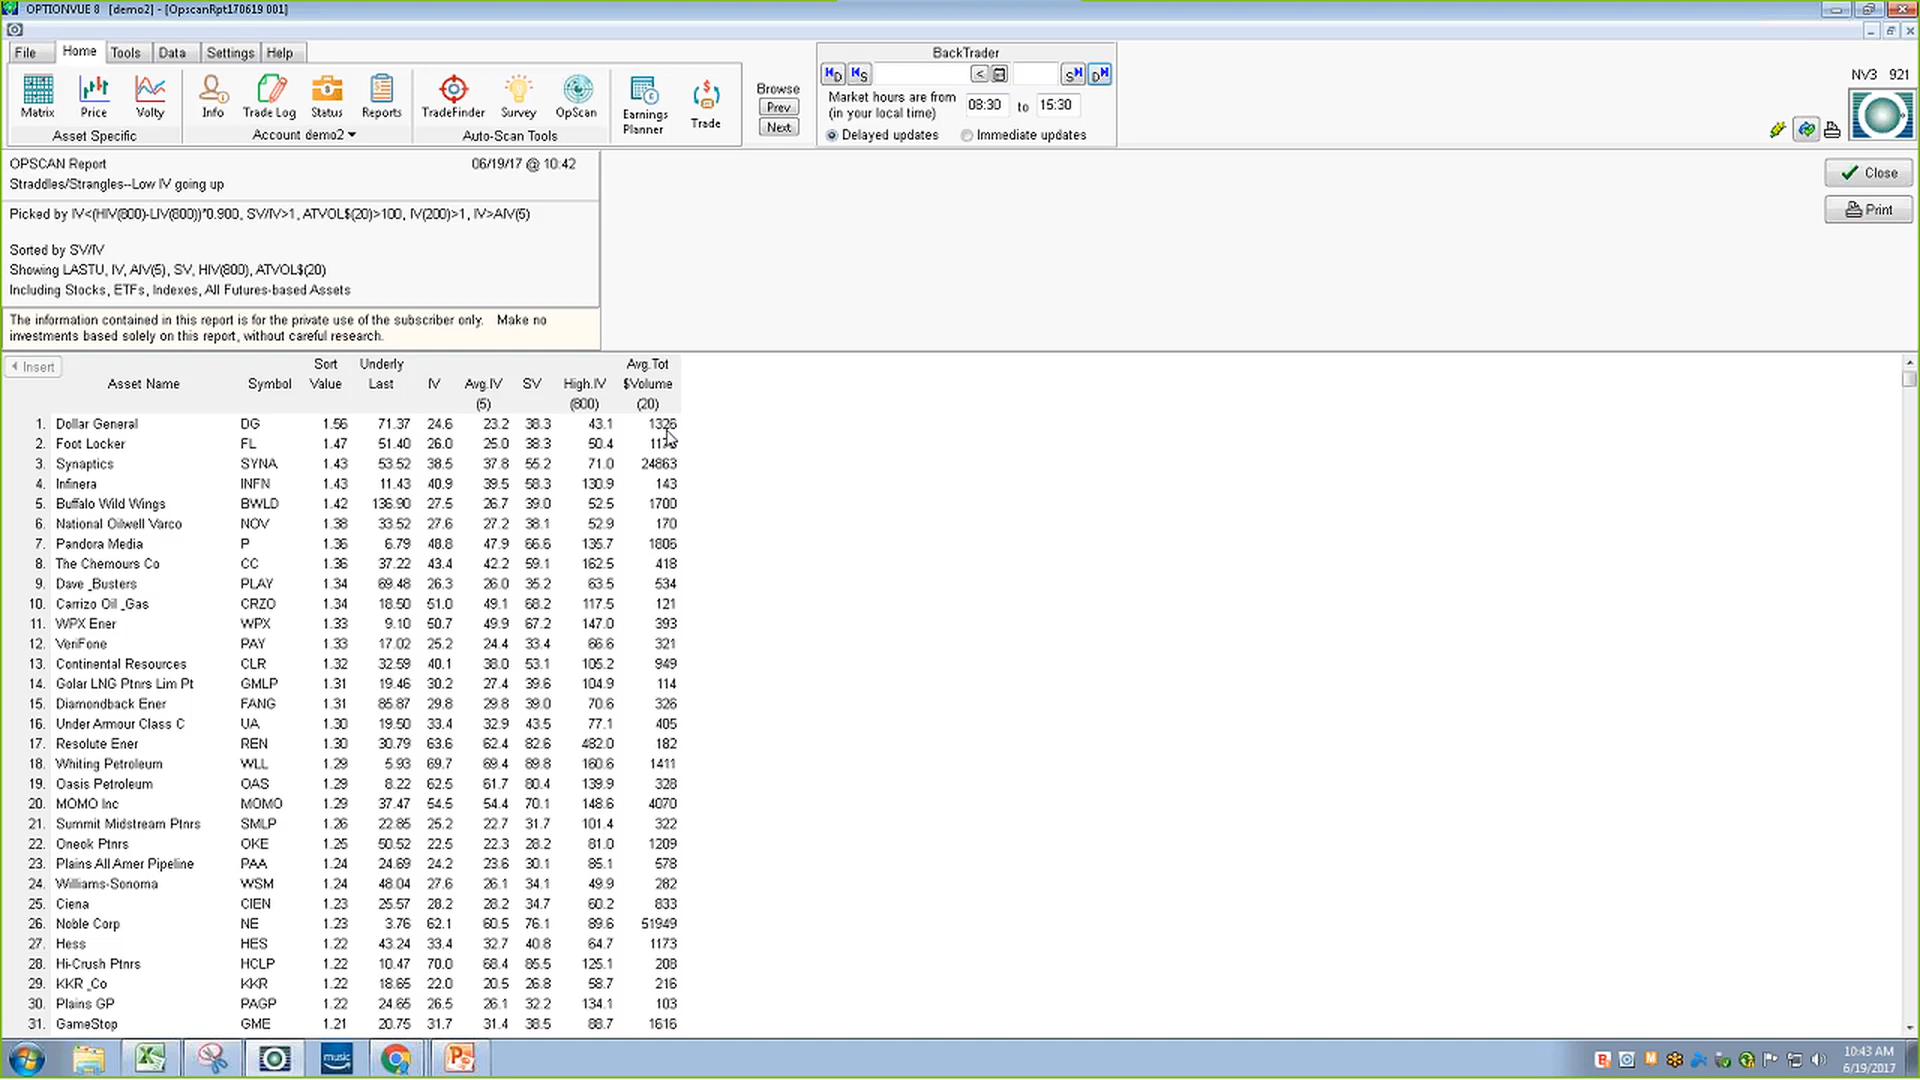 OPTIONVUE 8 [demo2] - [OpscanRpt170619 001]
File Home Tools Data Settings Help
BackTrader
NV3 921
Matrix Price Volty Info Trade Log Status Reports TradeFinder Survey OpScan Earnings Planner Trade
Asset Specific Account demo2 Auto-Scan Tools
Browse
Prev
Next
Market hours are from 08:30 to 15:30
(in your local time)
Delayed updates Immediate updates
OPSCAN Report 06/19/17 @ 10:42
Straddles/Strangles--Low IV going up
Picked by IV<(HIV(800)-LIV(800))*0.900, SV/IV>1, ATVOL$(20)>100, IV(200)>1, IV>AIV(5)
Sorted by SV/IV
Showing LASTU, IV, AIV(5), SV, HIV(800), ATVOL$(20)
Including Stocks, ETFs, Indexes, All Futures-based Assets
The information contained in this report is for the private use of the subscriber only. Make no
investments based solely on this report, without careful research.
Close
Print
Insert
Sort Underly Avg.Tot
Asset Name Symbol Value Last IV Avg.IV SV High.IV $Volume
(5) (800) (20)
1. Dollar General DG 1.56 71.37 24.6 23.2 38.3 43.1 1326
2. Foot Locker FL 1.47 51.40 26.0 25.0 38.3 50.4
3. Synaptics SYNA 1.43 53.52 38.5 37.8 55.2 71.0 24863
4. Infinera INFN 1.43 11.43 40.9 39.5 58.3 130.9 143
5. Buffalo Wild Wings BWLD 1.42 136.90 27.5 26.7 39.0 52.5 1700
6. National Oilwell Varco NOV 1.38 33.52 27.6 27.2 38.1 52.9 170
7. Pandora Media P 1.36 6.79 48.8 47.9 66.6 135.7 1806
8. The Chemours Co CC 1.36 37.22 43.4 42.2 59.1 162.5 418
9. Dave _Busters PLAY 1.34 69.48 26.3 26.0 35.2 63.5 534
10. Carrizo Oil _Gas CRZO 1.34 18.50 51.0 49.1 68.2 117.5 121
11. WPX Ener WPX 1.33 9.10 50.7 49.9 67.2 147.0 393
12. VeriFone PAY 1.33 17.02 25.2 24.4 33.4 66.6 321
13. Continental Resources CLR 1.32 32.59 40.1 38.0 53.1 105.2 949
14. Golar LNG Ptnrs Lim Pt GMLP 1.31 19.46 30.2 27.4 39.6 104.9 114
15. Diamondback Ener FANG 1.31 85.87 29.8 29.8 39.0 70.6 326
16. Under Armour Class C UA 1.30 19.50 33.4 32.9 43.5 77.1 405
17. Resolute Ener REN 1.30 30.79 63.6 62.4 82.6 482.0 182
18. Whiting Petroleum WLL 1.29 5.93 69.7 69.4 89.8 160.6 1411
19. Oasis Petroleum OAS 1.29 8.22 62.5 61.7 80.4 139.9 328
20. MOMO Inc MOMO 1.29 37.47 54.5 54.4 70.1 148.6 4070
21. Summit Midstream Ptnrs SMLP 1.26 22.85 25.2 22.7 31.7 101.4 322
22. Oneok Ptnrs OKE 1.25 50.52 22.5 22.3 28.2 81.0 1209
23. Plains All Amer Pipeline PAA 1.24 24.69 24.2 23.6 30.1 85.1 578
24. Williams-Sonoma WSM 1.24 48.04 27.6 26.1 34.1 49.9 282
25. Ciena CIEN 1.23 25.57 28.2 28.2 34.7 60.2 833
26. Noble Corp NE 1.23 3.76 62.1 60.5 76.1 89.6 51949
27. Hess HES 1.22 43.24 33.4 32.7 40.8 64.7 1173
28. Hi-Crush Ptnrs HCLP 1.22 10.47 70.0 68.4 85.5 125.1 208
29. KKR _Co KKR 1.22 18.65 22.0 20.5 26.8 58.7 216
30. Plains GP PAGP 1.22 24.65 26.5 26.1 32.2 134.1 103
31. GameStop GME 1.21 20.75 31.7 31.4 38.5 88.7 1616
music
10:43 AM
6/19/2017